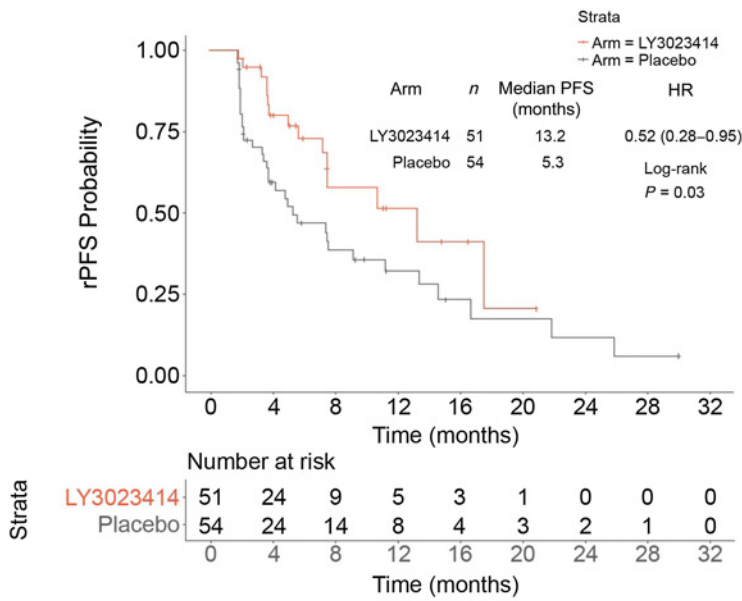 Strata
Arm = LY3023414
Arm = Placebo
Arm n Median PFS (months) HR
LY3023414 51 13.2 0.52 (0.28–0.95)
Placebo 54 5.3 Log-rank
P = 0.03
rPFS Probability
1.00
0.75
0.50
0.25
0.00
0 4 8 12 16 20 24 28 32
Time (months)
Number at risk
Strata
LY3023414 51 24 9 5 3 1 0 0 0
Placebo 54 24 14 8 4 3 2 1 0
0 4 8 12 16 20 24 28 32
Time (months)